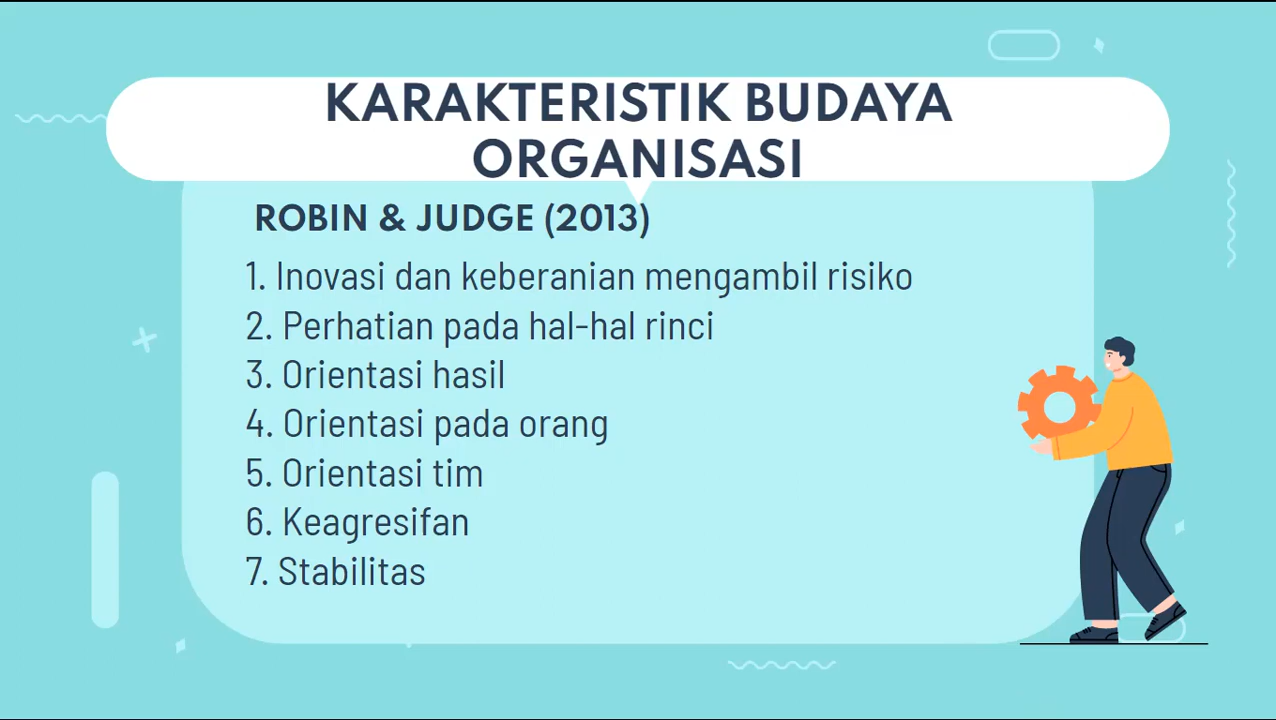 KARAKTERISTIK BUDAYA
ORGANISASI
ROBIN & JUDGE (2013)
1. Inovasi dan keberanian mengambil risiko
2. Perhatian pada hal-hal rinci
3. Orientasi hasil
4. Orientasi pada orang
5. Orientasi tim
6. Keagresifan
7. Stabilitas